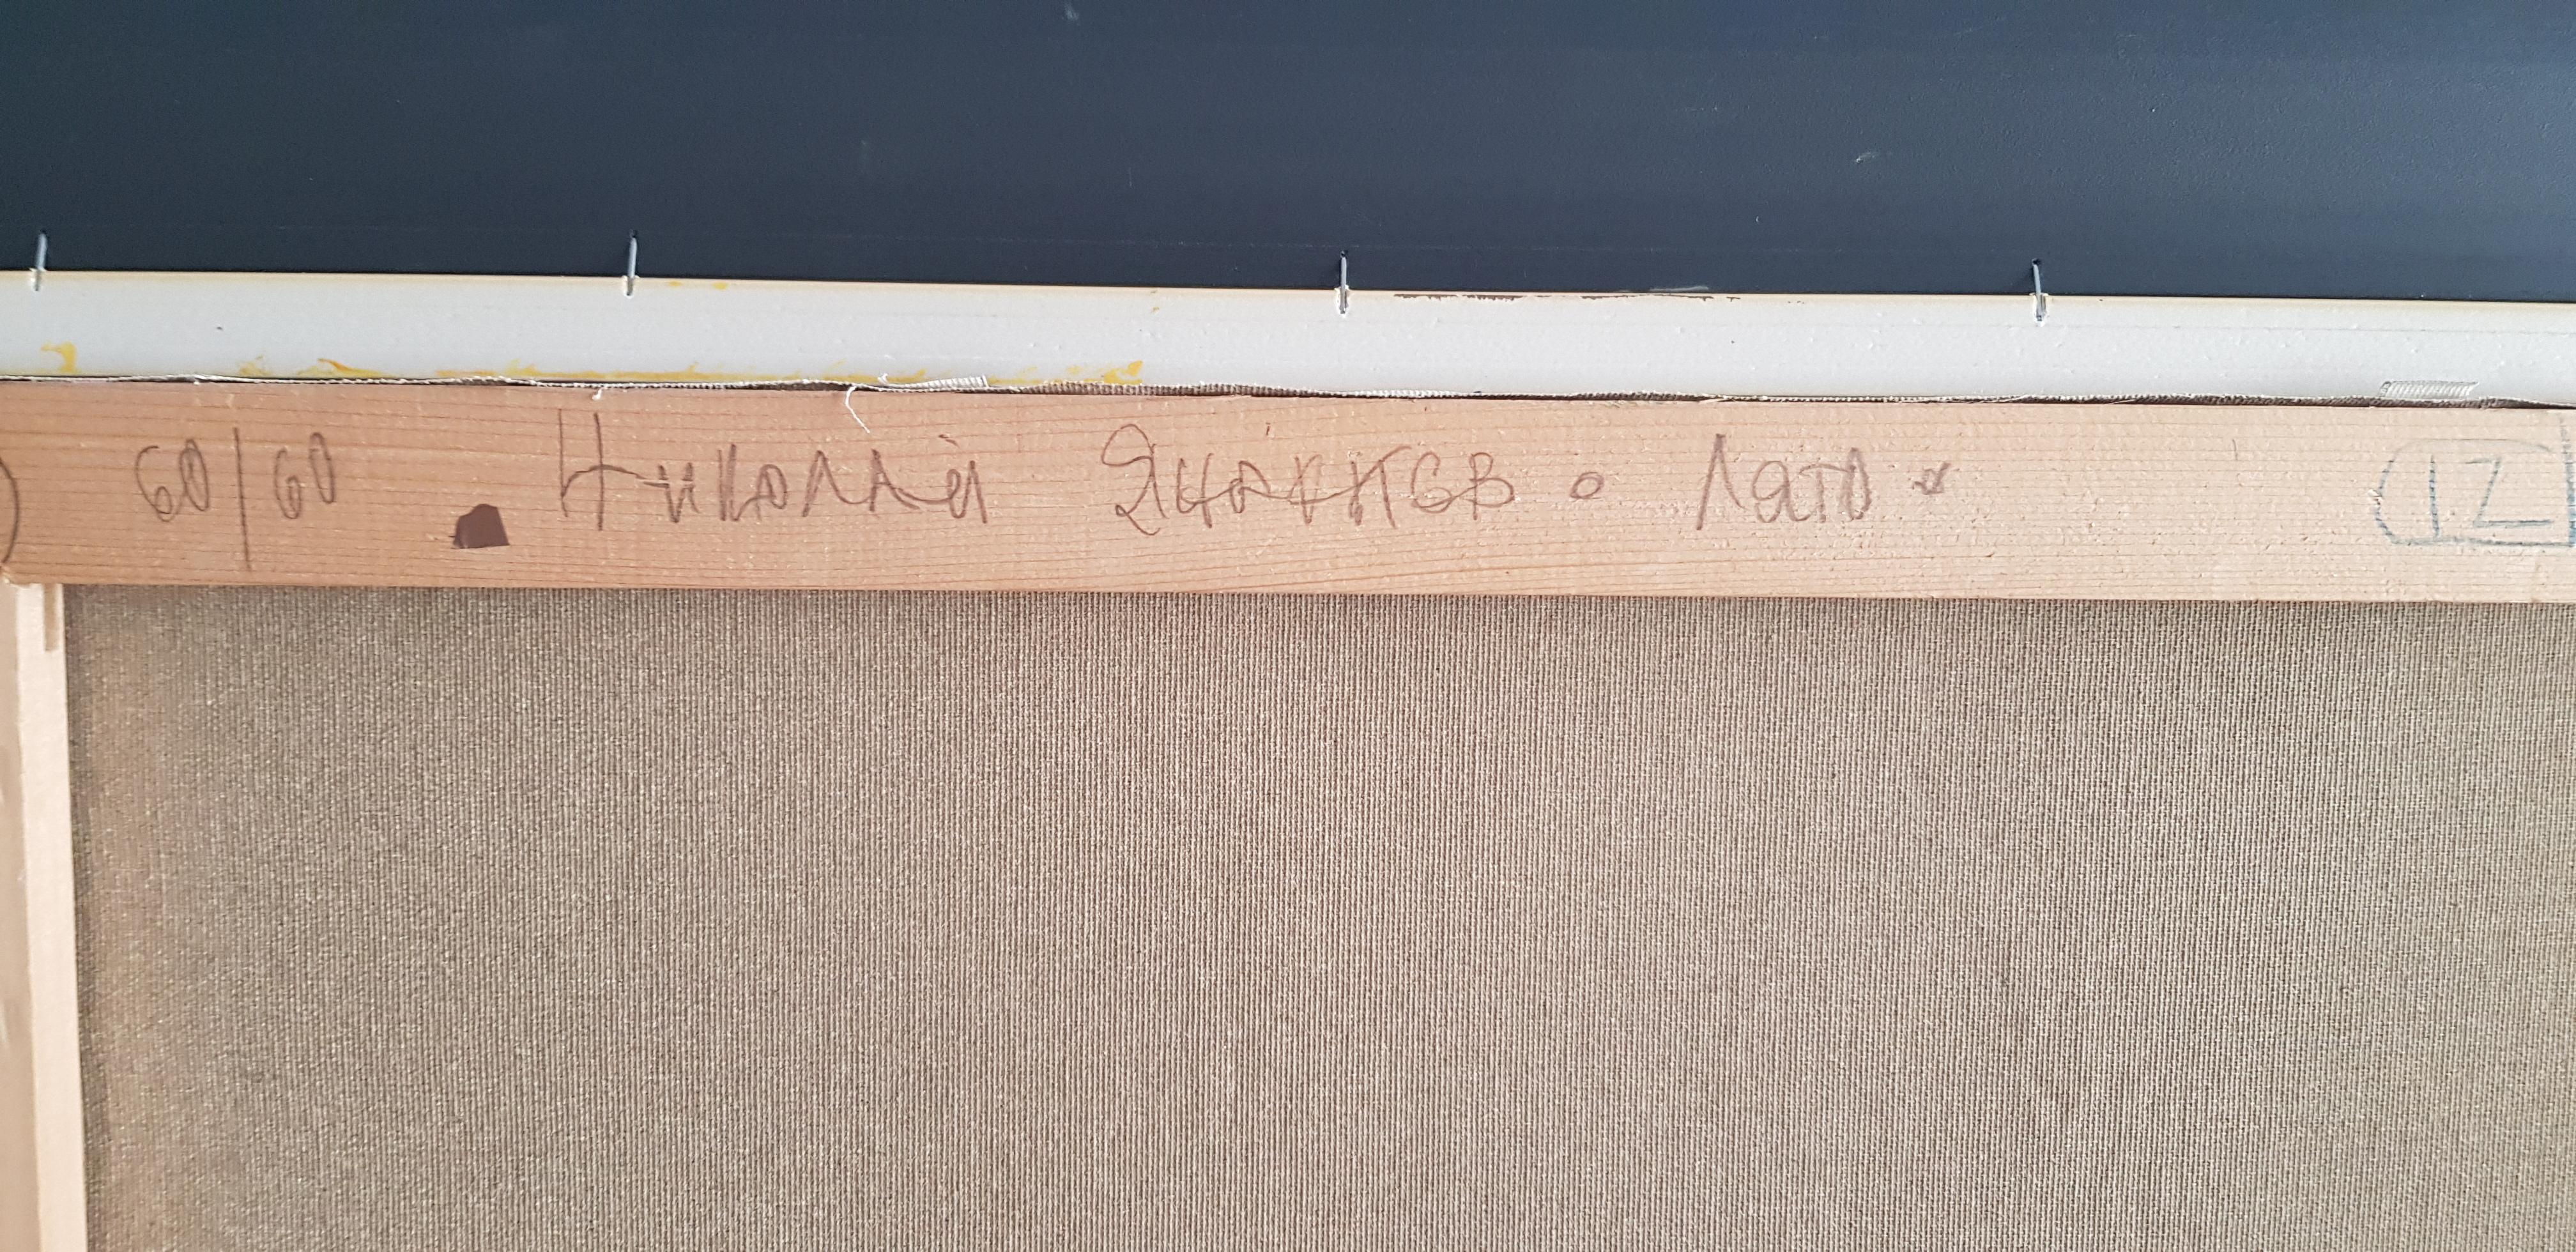 60/60 Николай Янакиев • Лято • 12